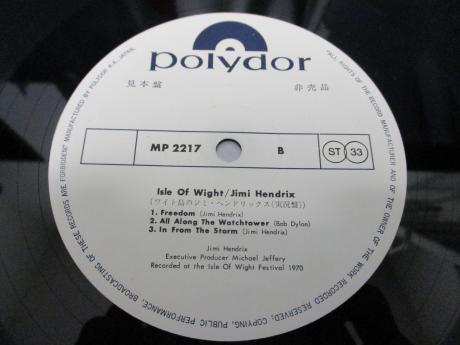 polydor
見本盤 非売品
MP 2217 B ST 33
Isle Of Wight/Jimi Hendrix
(ワイト島のジミ・ヘンドリックス(実況盤))
1. Freedom (Jimi Hendrix)
2. All Along The Watchtower (Bob Dylan)
3. In From The Storm (Jimi Hendrix)
Jimi Hendrix
Executive Producer Michael Jeffery
Recorded at the Isle Of Wight Festival 1970
"ALL RIGHTS OF THE RECORD MANUFACTURER AND OF THE OWNER OF THE WORK RECORDED RESERVED; COPYING, PUBLIC PERFORMANCE, BROADCASTING OF THESE RECORDS ARE FORBIDDEN" MANUFACTURED BY POLYDOR K.K., JAPAN.